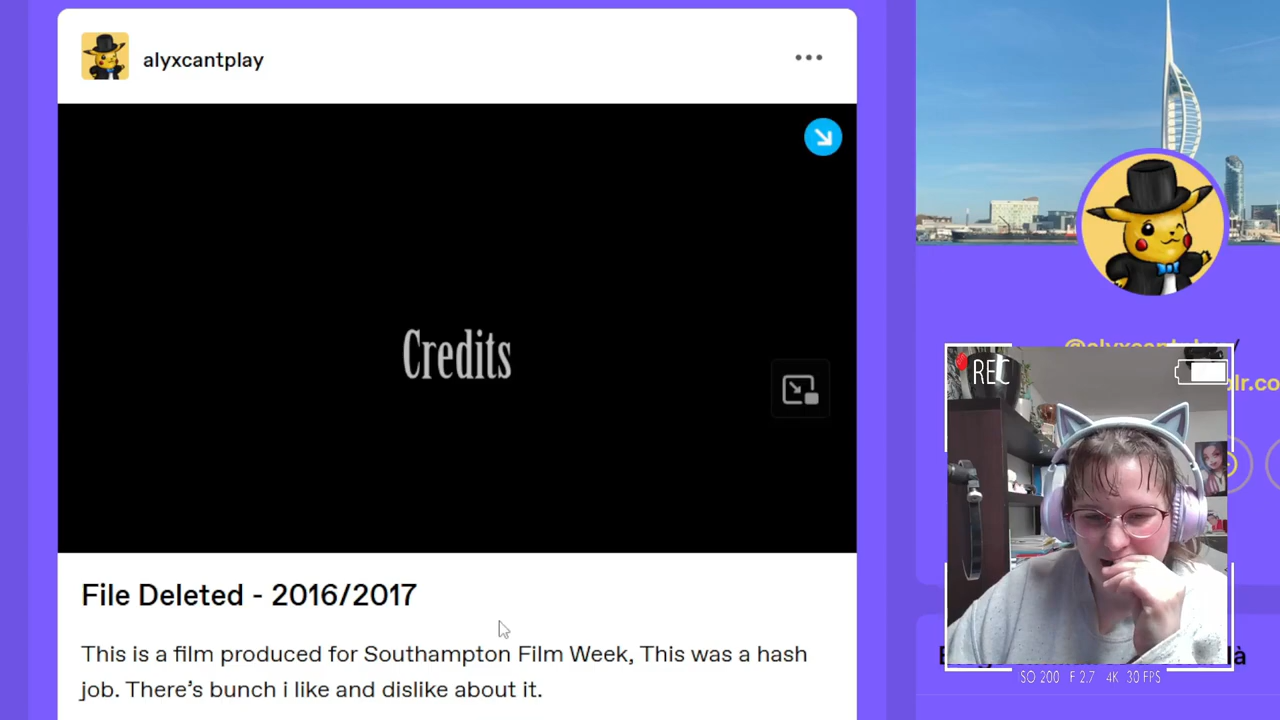 alyxcantplay
Credits
File Deleted - 2016/2017
This is a film produced for Southampton Film Week, This was a hash
job. There's bunch i like and dislike about it.
REC
SO 200 F 2.7 4K 30 FPS